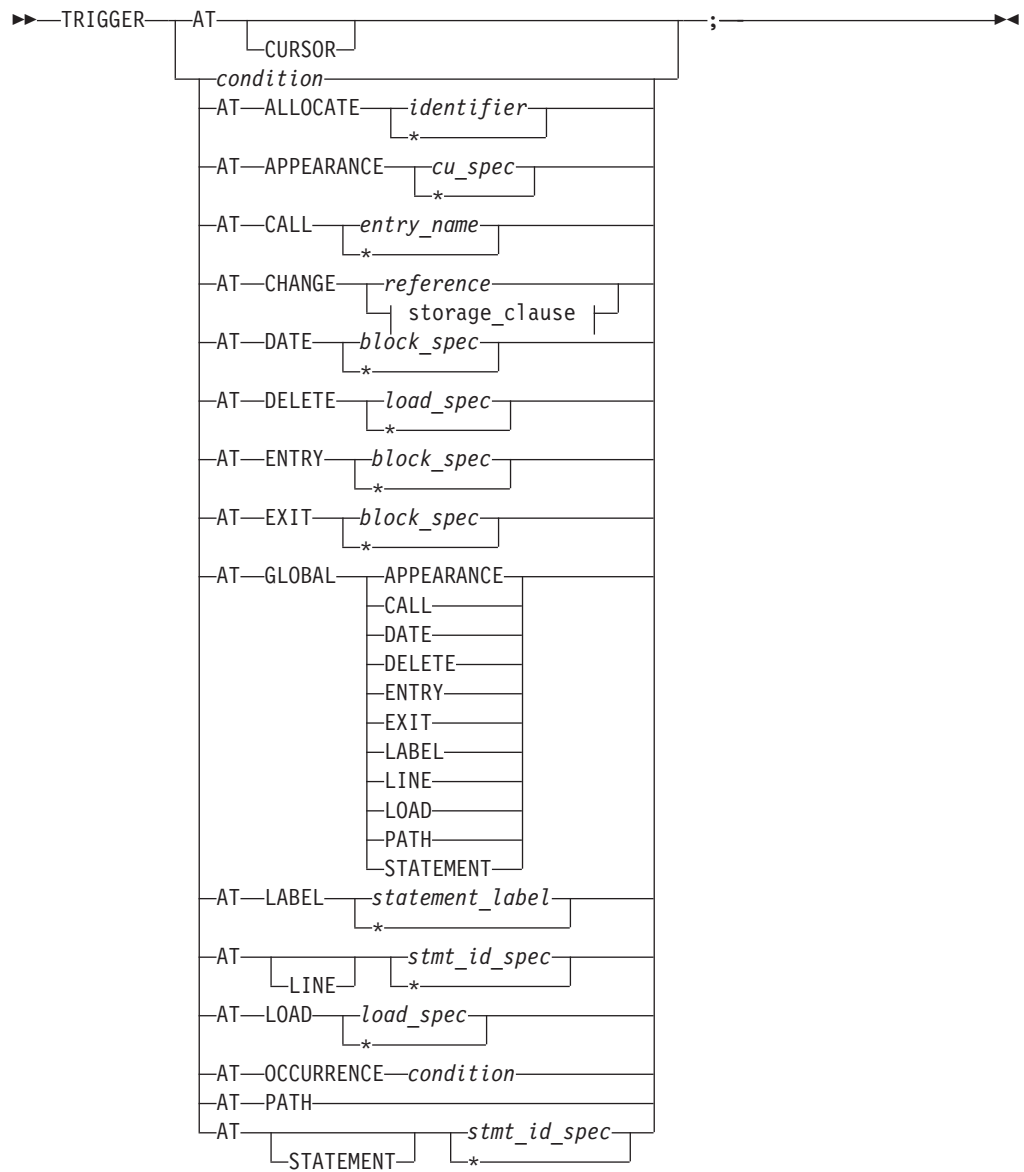 TRIGGER AT ;
CURSOR
condition
AT ALLOCATE identifier
*
AT APPEARANCE cu_spec
*
AT CALL entry_name
*
AT CHANGE reference
storage_clause
AT DATE block_spec
*
AT DELETE load_spec
*
AT ENTRY block_spec
*
AT EXIT block_spec
*
AT GLOBAL APPEARANCE
CALL
DATE
DELETE
ENTRY
EXIT
LABEL
LINE
LOAD
PATH
STATEMENT
AT LABEL statement_label
*
AT stmt_id_spec
LINE *
AT LOAD load_spec
*
AT OCCURRENCE condition
AT PATH
AT stmt_id_spec
STATEMENT *